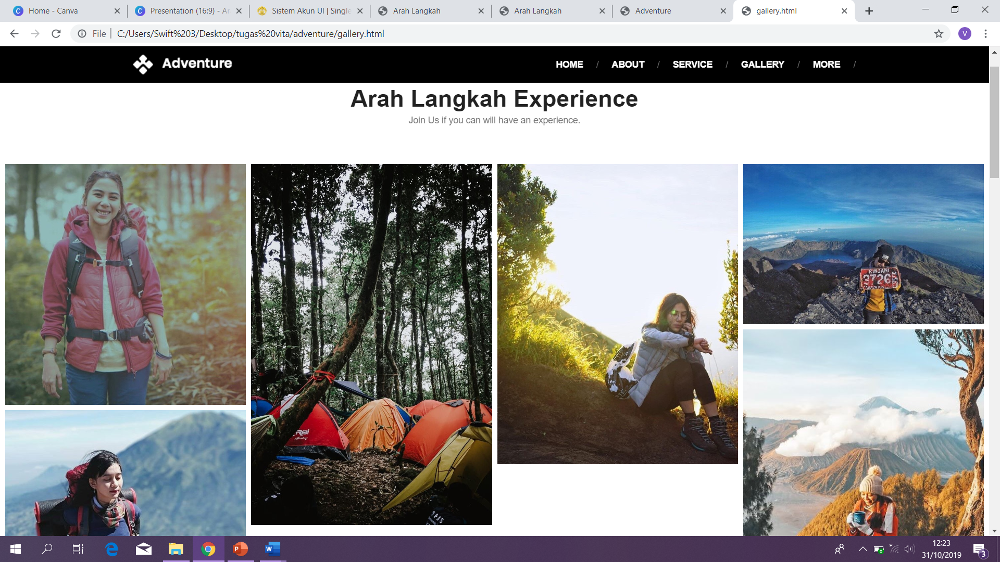 Home - Canva
Presentation (16:9) - Ar
Sistem Akun UI | Single
Arah Langkah
Arah Langkah
Adventure
gallery.html
File
C:/Users/Swift%203/Desktop/tugas%20vita/adventure/gallery.html
V
Adventure
HOME / ABOUT / SERVICE / GALLERY / MORE /
Arah Langkah Experience
Join Us if you can will have an experience.
RINJANI
3726
Rei
SPAS
12:23
31/10/2019
3